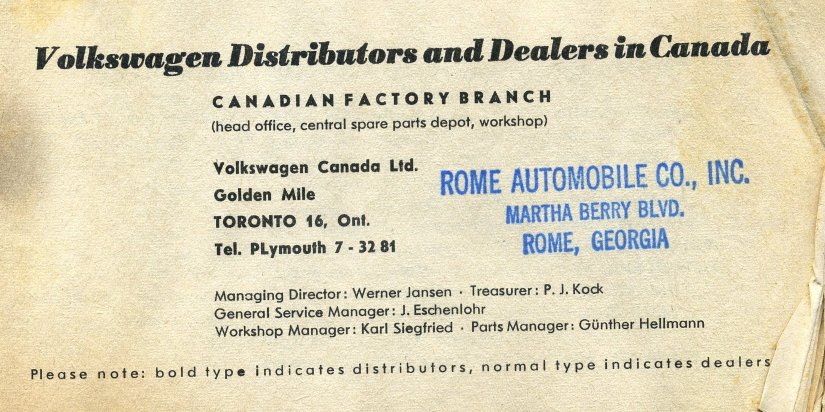 Volkswagen Distributors and Dealers in Canada
CANADIAN FACTORY BRANCH
(head office, central spare parts depot, workshop)
Volkswagen Canada Ltd.
Golden Mile
TORONTO 16, Ont.
Tel. PLymouth 7 - 32 81
ROME AUTOMOBILE CO., INC.
MARTHA BERRY BLVD.
ROME, GEORGIA
Managing Director: Werner Jansen · Treasurer: P. J. Kock
General Service Manager: J. Eschenlohr
Workshop Manager: Karl Siegfried · Parts Manager: Günther Hellmann
Please note: bold type indicates distributors, normal type indicates dealers